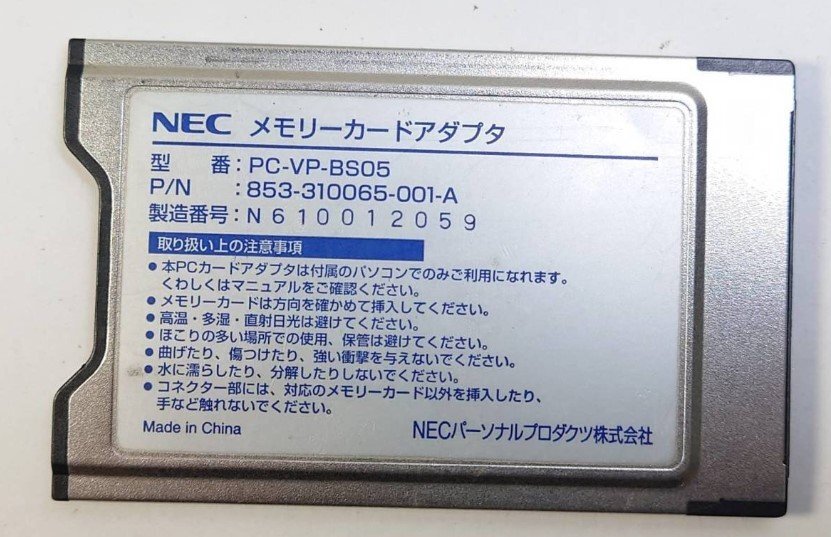 NEC メモリーカードアダプタ
型　番：PC-VP-BS05
P/N：853-310065-001-A
製造番号：N610012059
取り扱い上の注意事項
●本PCカードアダプタは付属のパソコンでのみご利用になれます。
くわしくはマニュアルをご確認ください。
●メモリーカードは方向を確かめて挿入してください。
●高温・多湿・直射日光は避けてください。
●ほこりの多い場所での使用、保管は避けてください。
●曲げたり、傷つけたり、強い衝撃を与えないでください。
●水に濡らしたり、分解したりしないでください。
●コネクター部には、対応のメモリーカード以外を挿入したり、
手など触れないでください。
Made in China NECパーソナルプロダクツ株式会社